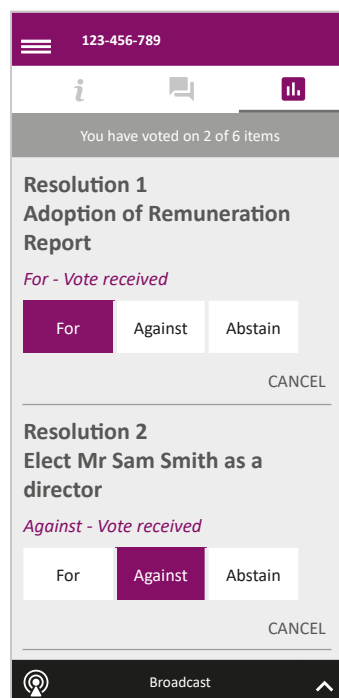 123-456-789
i
You have voted on 2 of 6 items
Resolution 1
Adoption of Remuneration
Report
For - Vote received
For Against Abstain
CANCEL
Resolution 2
Elect Mr Sam Smith as a
director
Against - Vote received
For Against Abstain
CANCEL
Broadcast